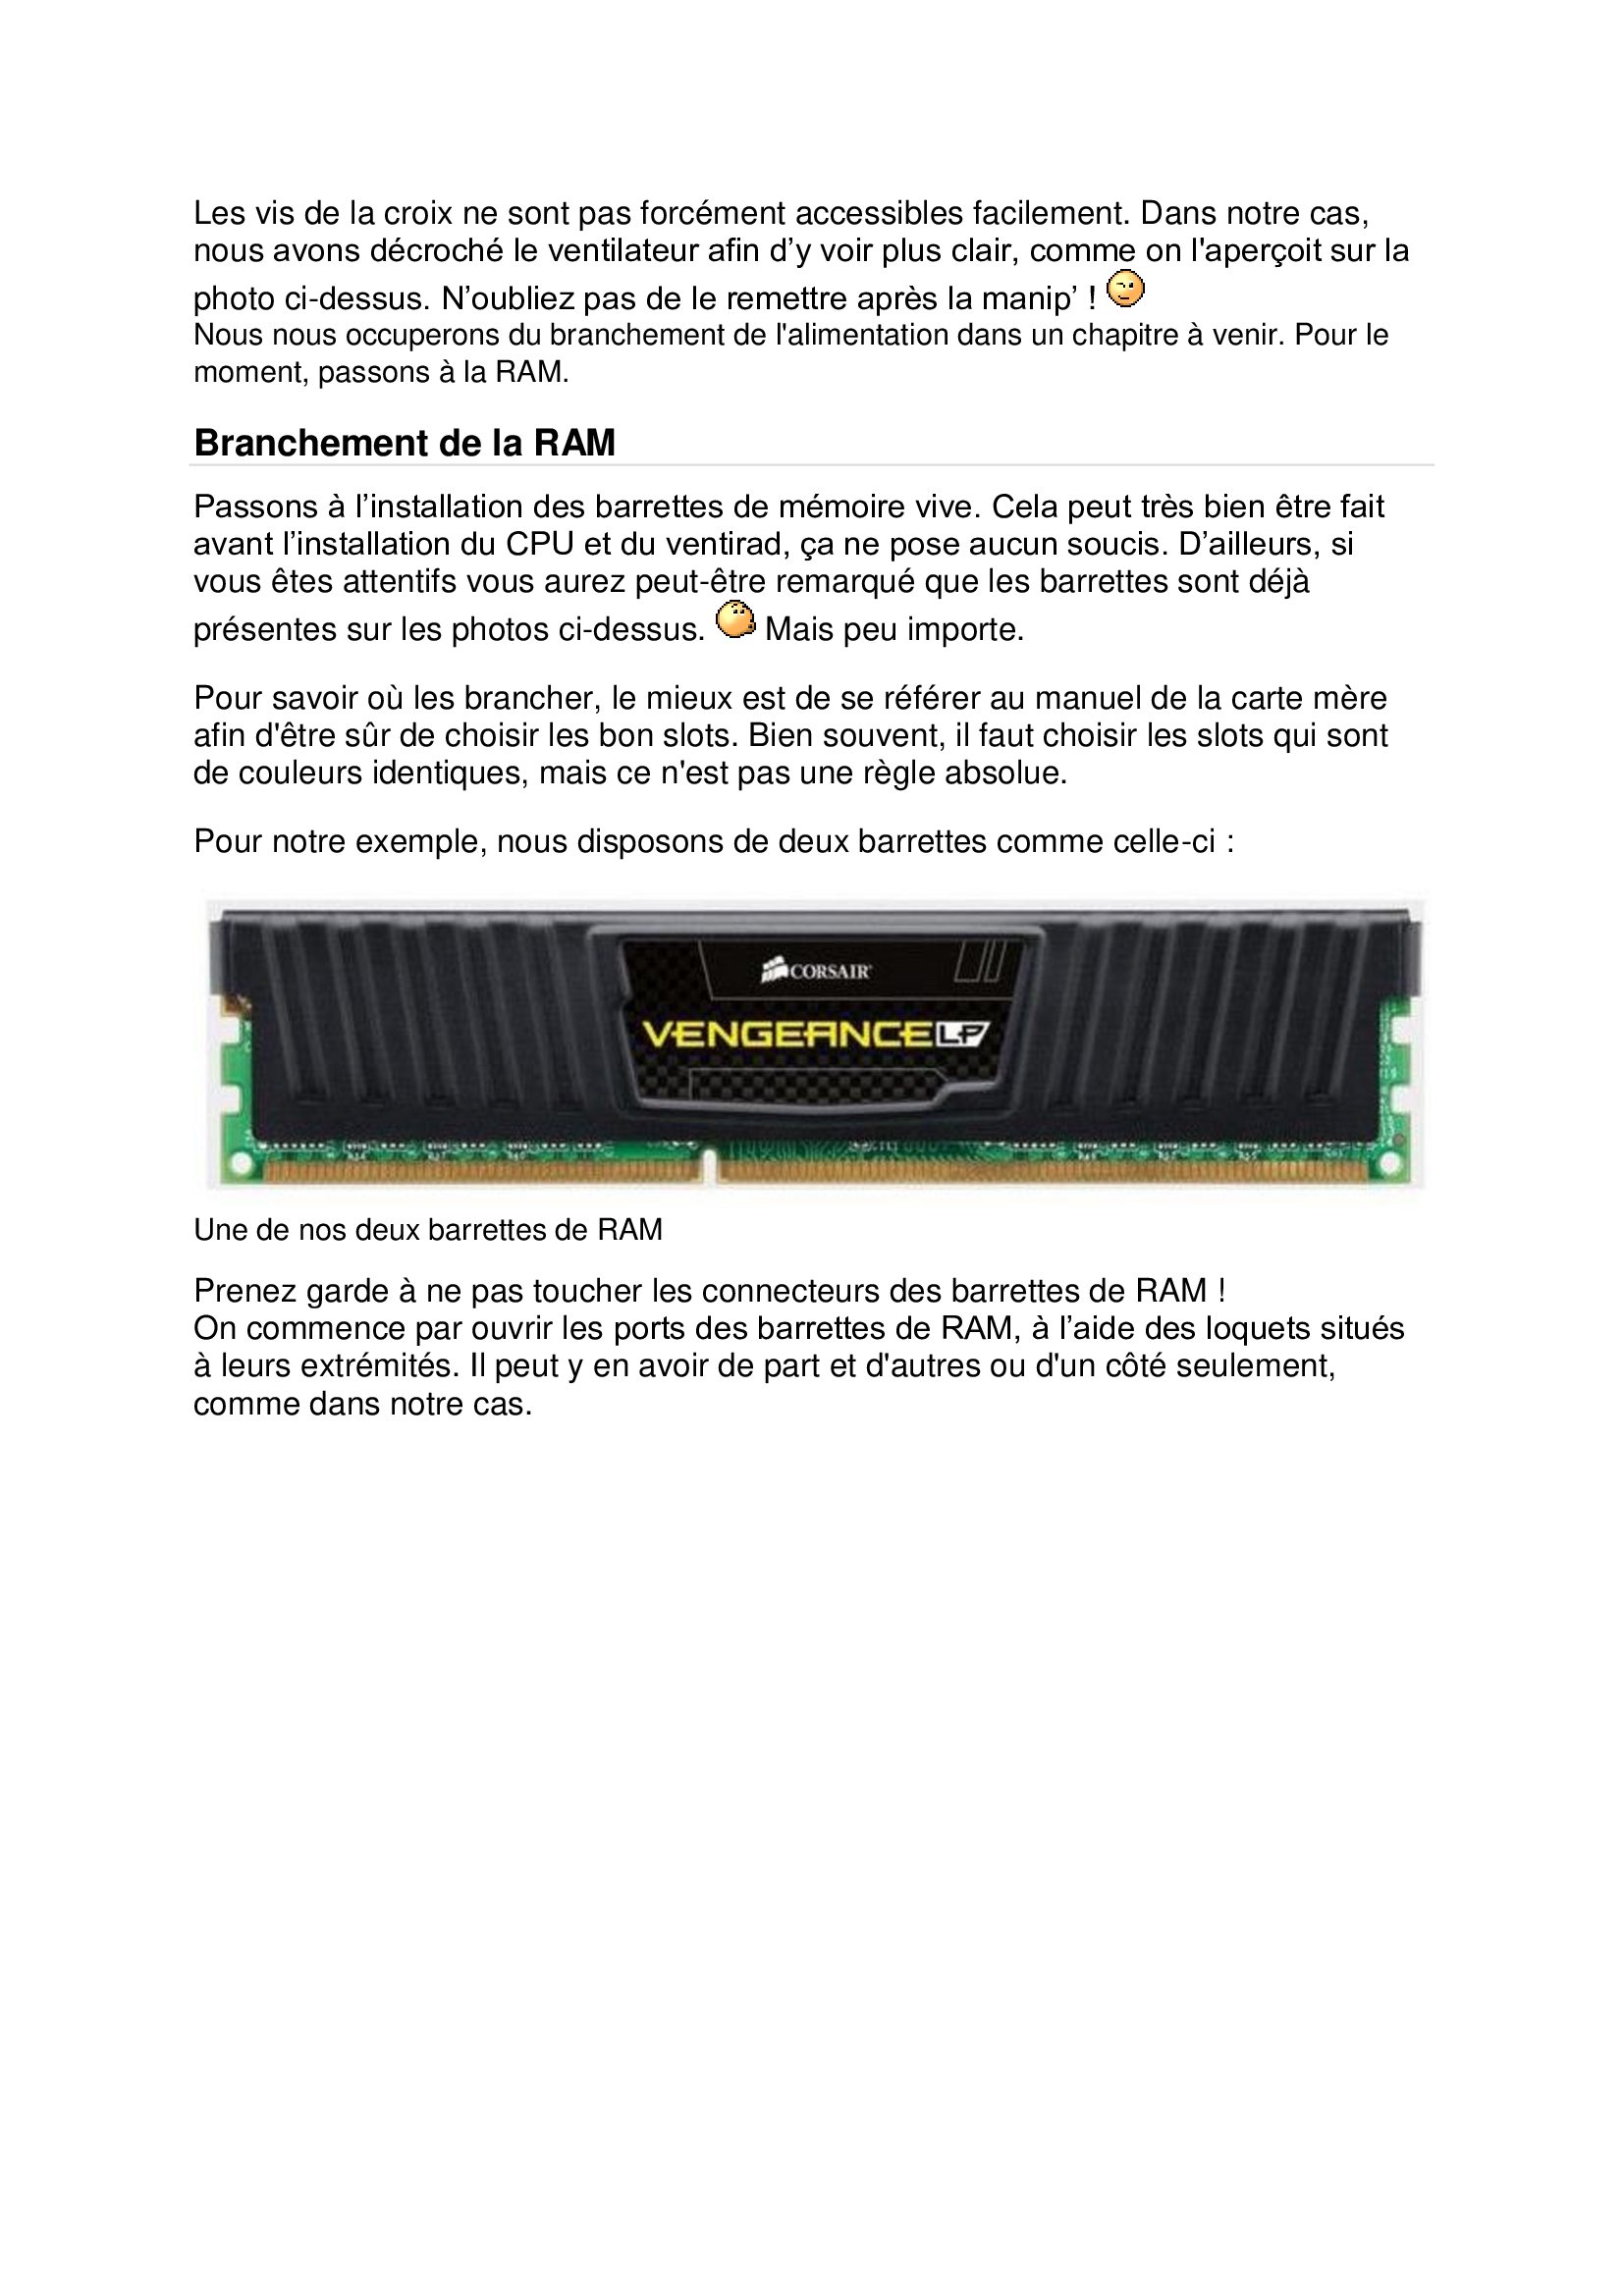 Les vis de la croix ne sont pas forcément accessibles facilement. Dans notre cas,
nous avons décroché le ventilateur afin d’y voir plus clair, comme on l'aperçoit sur la
photo ci-dessus. N’oubliez pas de le remettre après la manip’ !
Nous nous occuperons du branchement de l'alimentation dans un chapitre à venir. Pour le
moment, passons à la RAM.
Branchement de la RAM
Passons à l’installation des barrettes de mémoire vive. Cela peut très bien être fait
avant l’installation du CPU et du ventirad, ça ne pose aucun soucis. D’ailleurs, si
vous êtes attentifs vous aurez peut-être remarqué que les barrettes sont déjà
présentes sur les photos ci-dessus. Mais peu importe.
Pour savoir où les brancher, le mieux est de se référer au manuel de la carte mère
afin d'être sûr de choisir les bon slots. Bien souvent, il faut choisir les slots qui sont
de couleurs identiques, mais ce n'est pas une règle absolue.
Pour notre exemple, nous disposons de deux barrettes comme celle-ci :
CORSAIR
VENGEANCE LP
Une de nos deux barrettes de RAM
Prenez garde à ne pas toucher les connecteurs des barrettes de RAM !
On commence par ouvrir les ports des barrettes de RAM, à l’aide des loquets situés
à leurs extrémités. Il peut y en avoir de part et d'autres ou d'un côté seulement,
comme dans notre cas.